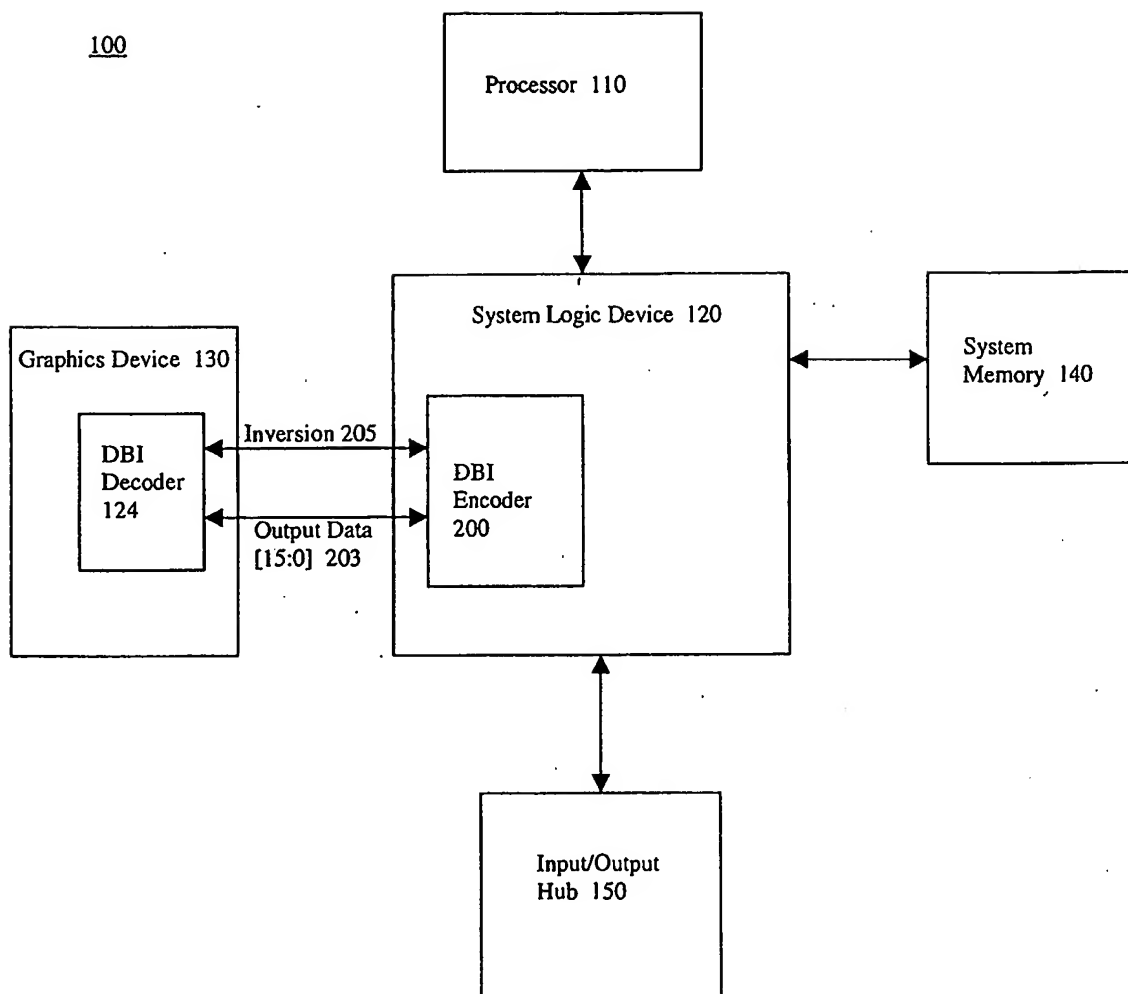 100
Processor 110
System Logic Device 120
Graphics Device 130
System
Memory 140
Inversion 205
DBI
Decoder
124
DBI
Encoder
200
Output Data
[15:0] 203
Input/Output
Hub 150